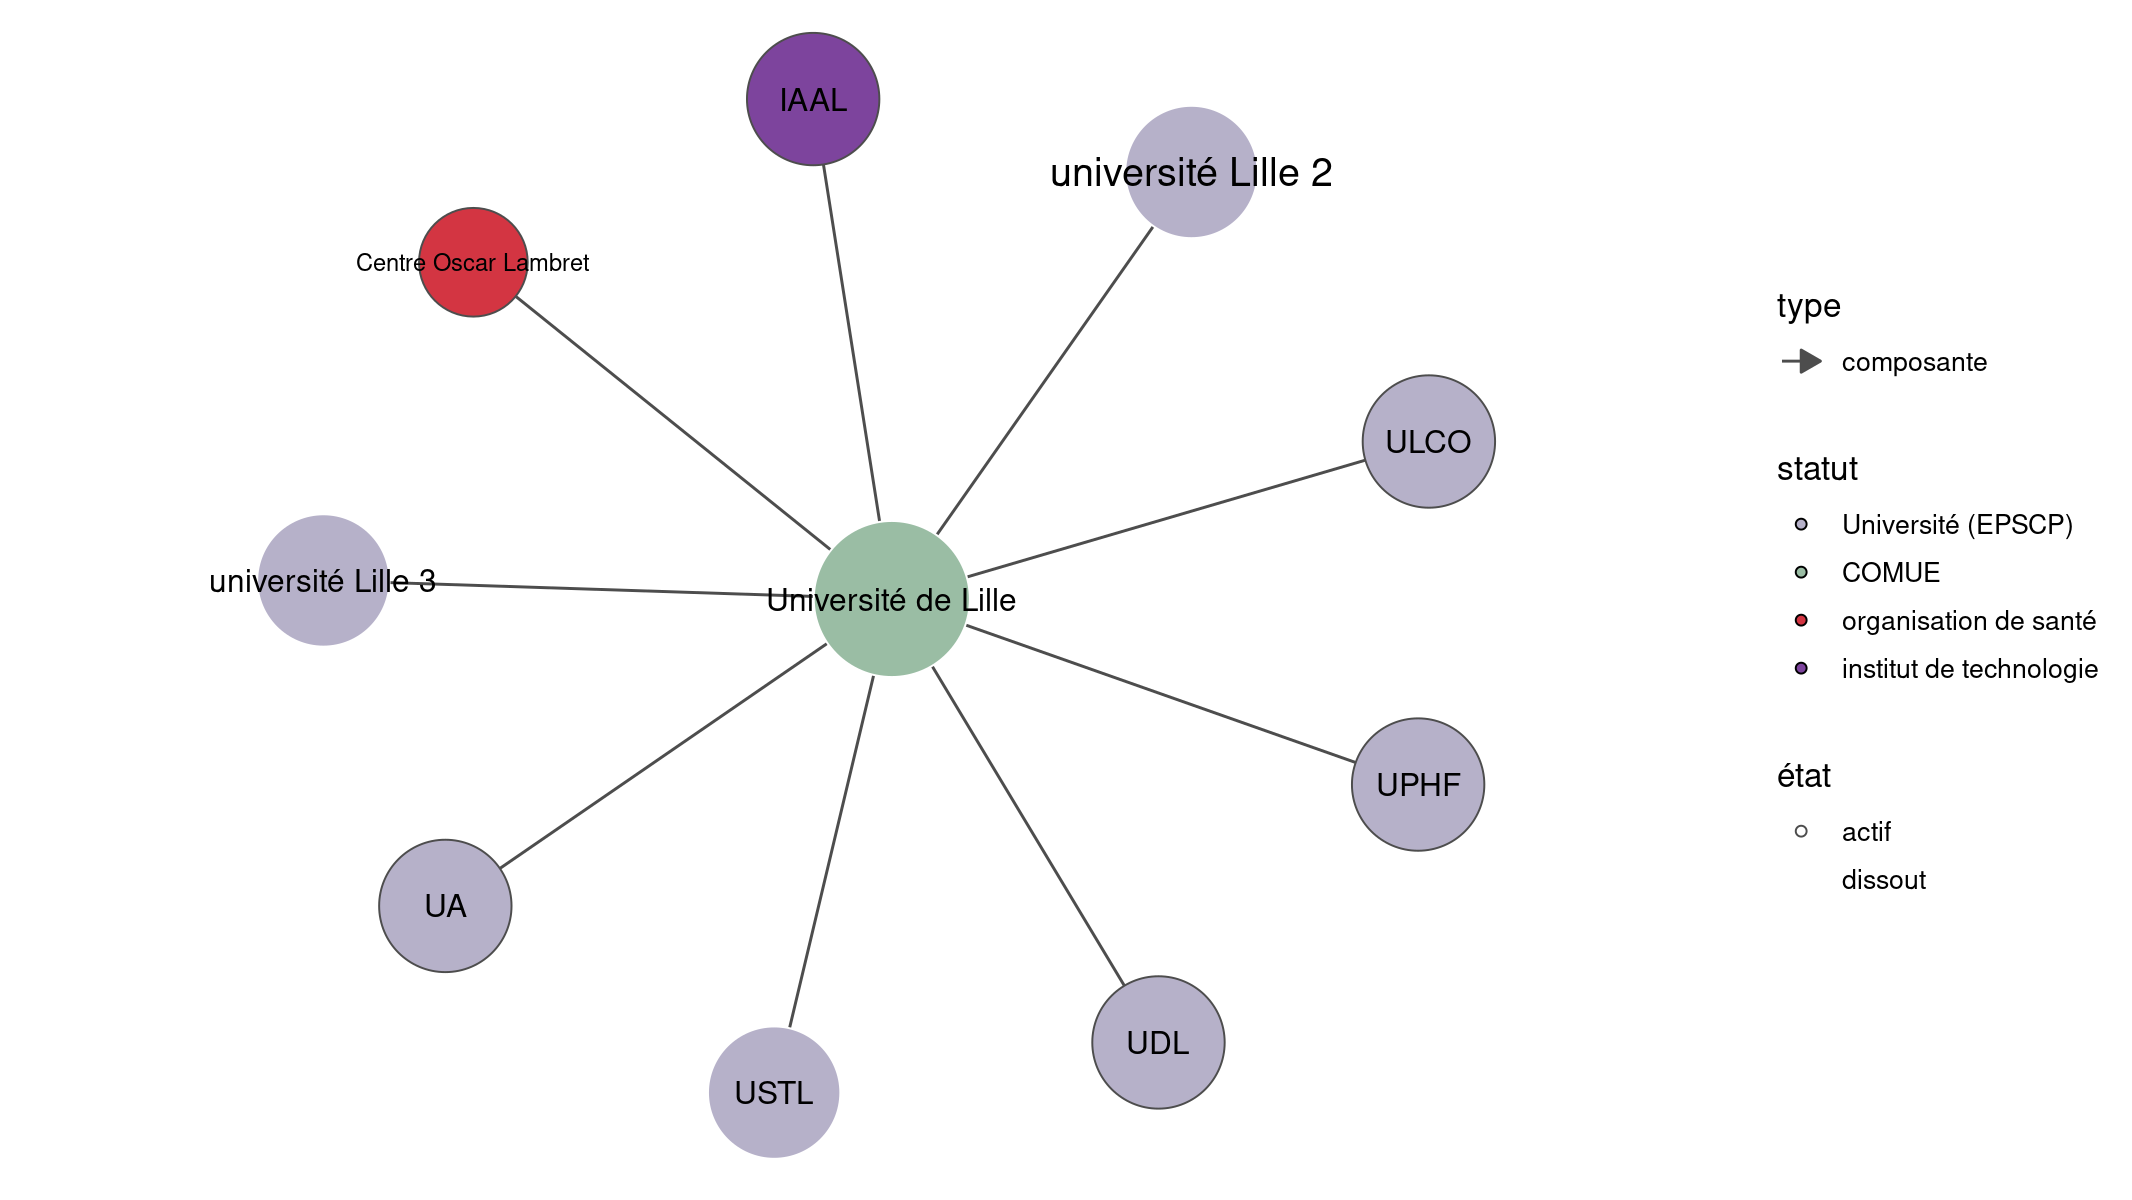 IAAL
université Lille 2
Centre Oscar Lambret
ULCO
université Lille 3
Université de Lille
UPHF
UA
UDL
USTL
type
composante
statut
Université (EPSCP)
COMUE
organisation de santé
institut de technologie
état
actif
dissout